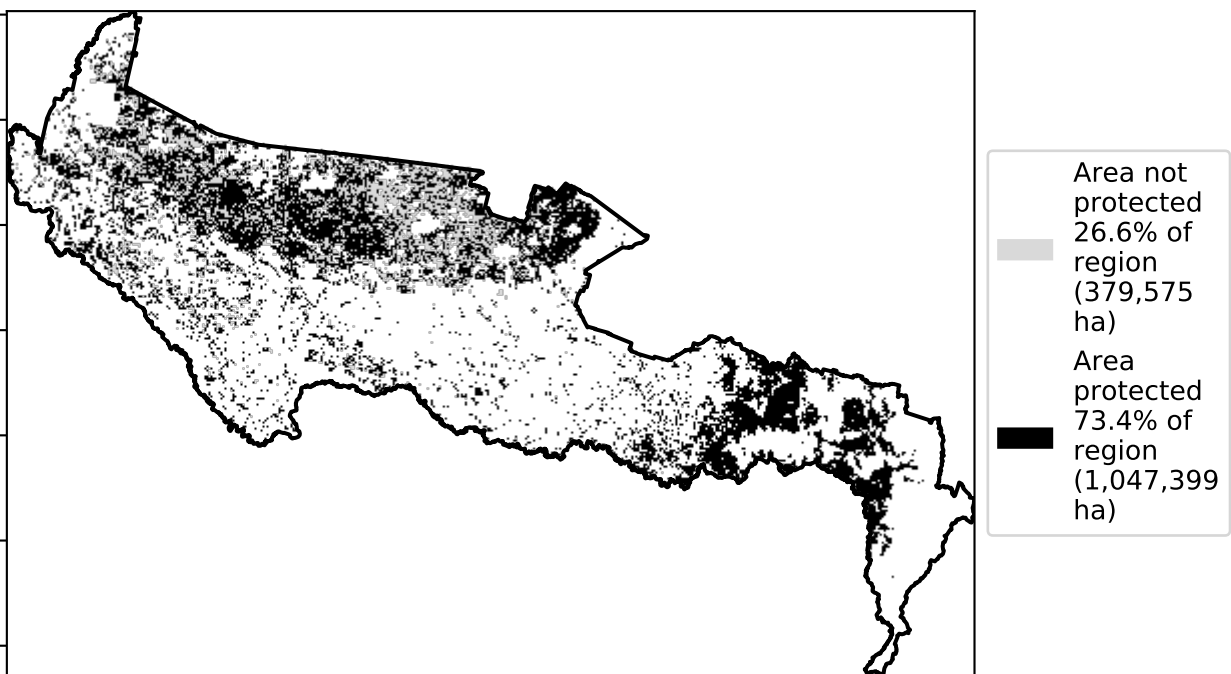 Area not
protected
26.6% of
region
(379,575
ha)
Area
protected
73.4% of
region
(1,047,399
ha)